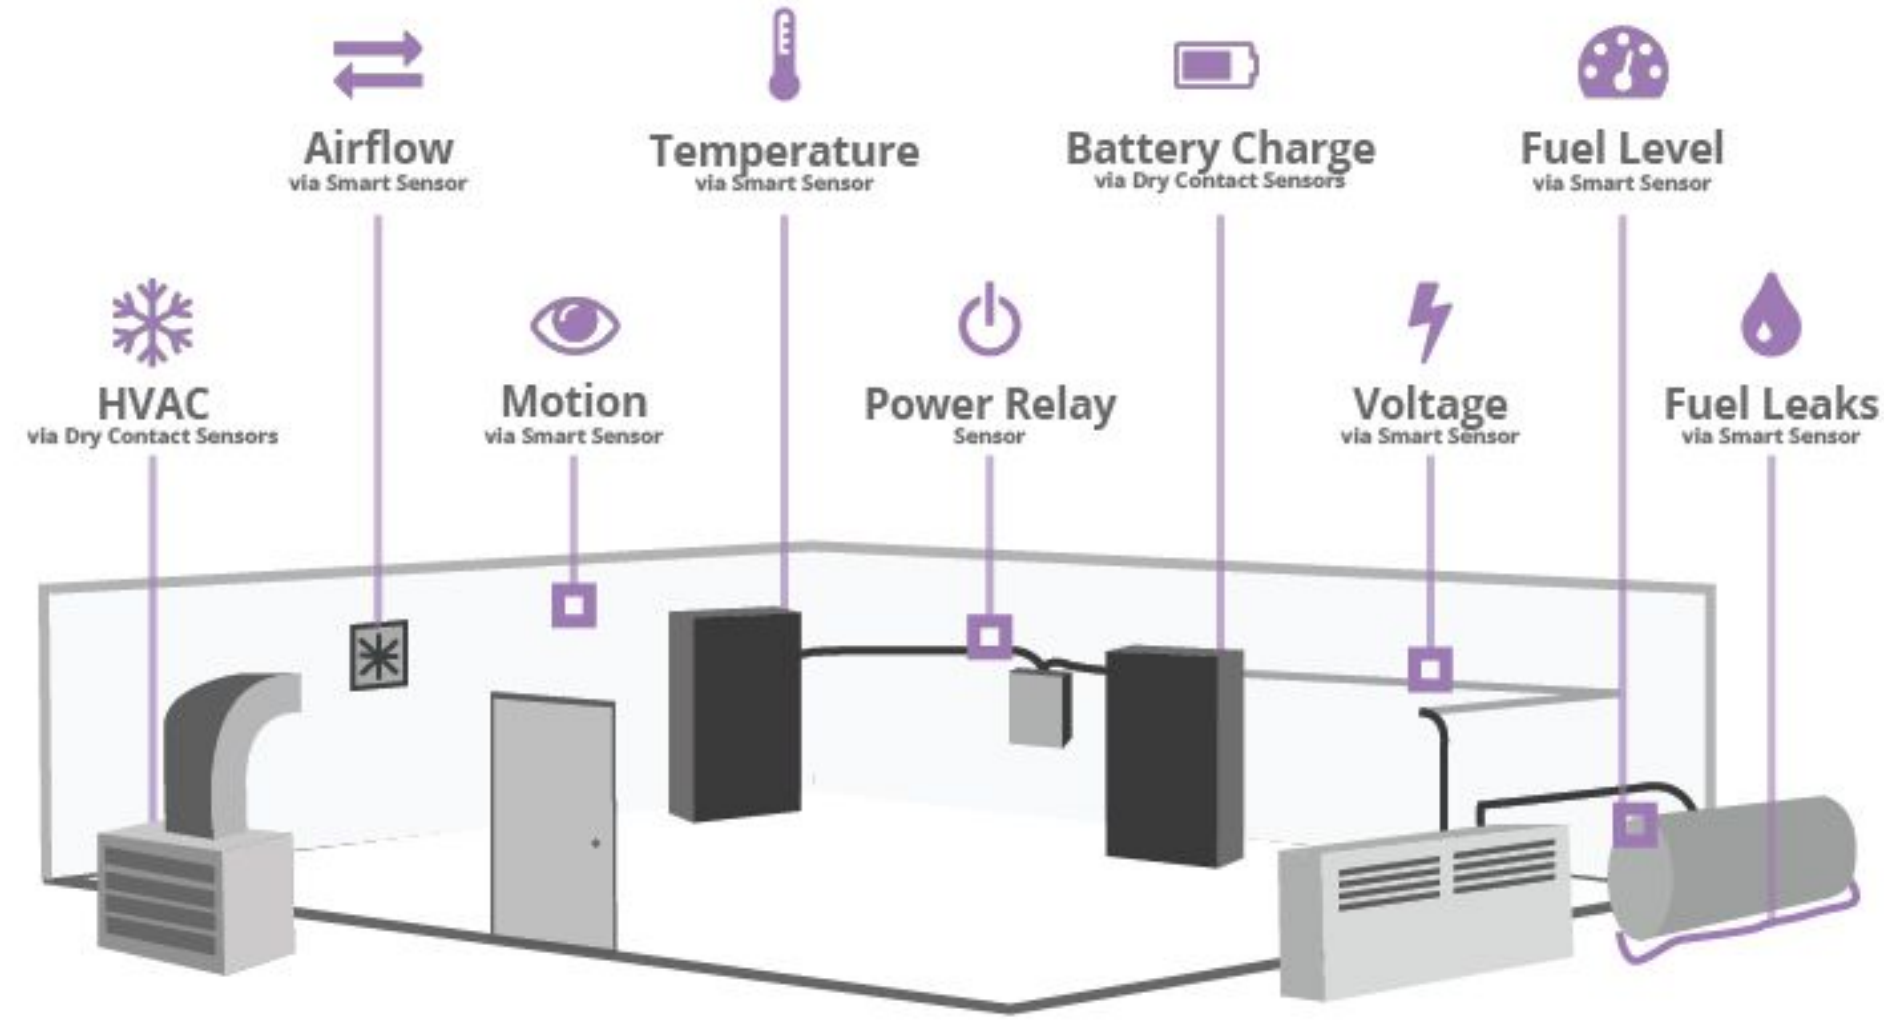 Airflow
via Smart Sensor
Temperature
via Smart Sensor
Battery Charge
via Dry Contact Sensors
Fuel Level
via Smart Sensor
HVAC
via Dry Contact Sensors
Motion
via Smart Sensor
Power Relay
Sensor
Voltage
via Smart Sensor
Fuel Leaks
via Smart Sensor